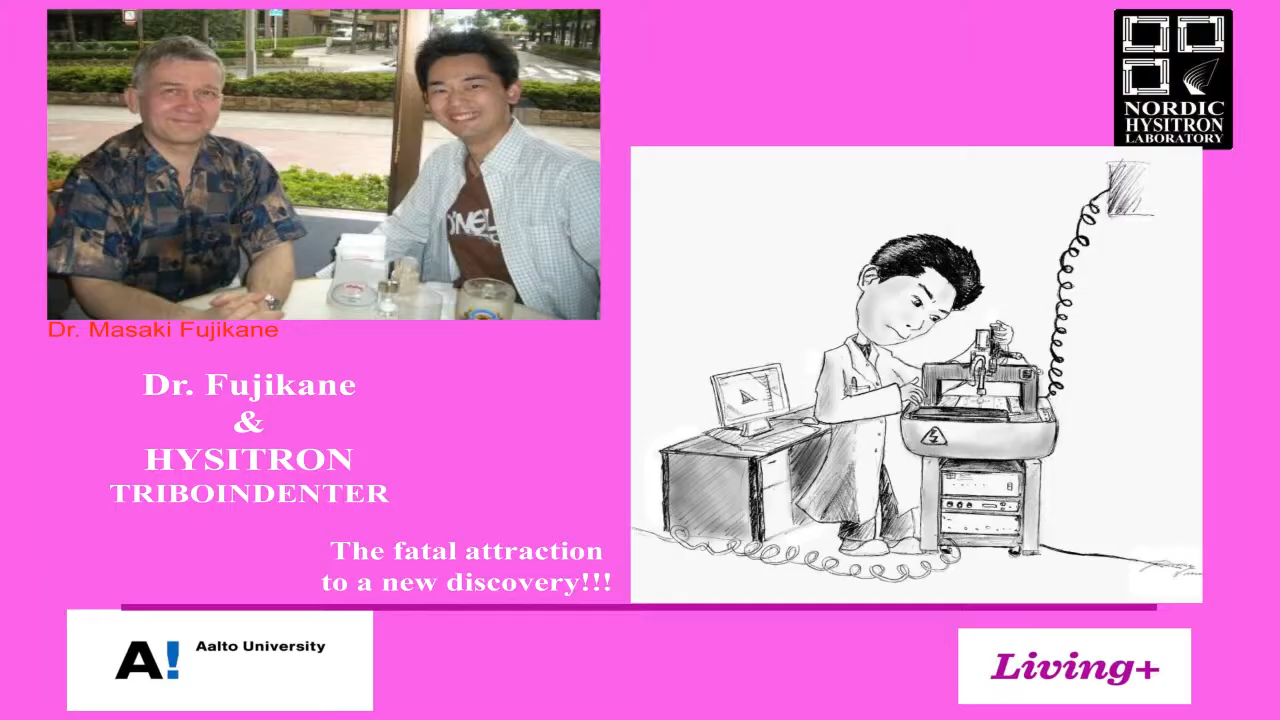 NORDIC
HYSITRON
LABORATORY
Dr. Masaki Fujikane
Dr. Fujikane
&
HYSITRON
TRIBOINDENTER
The fatal attraction
to a new discovery!!!
A! Aalto University
Living+